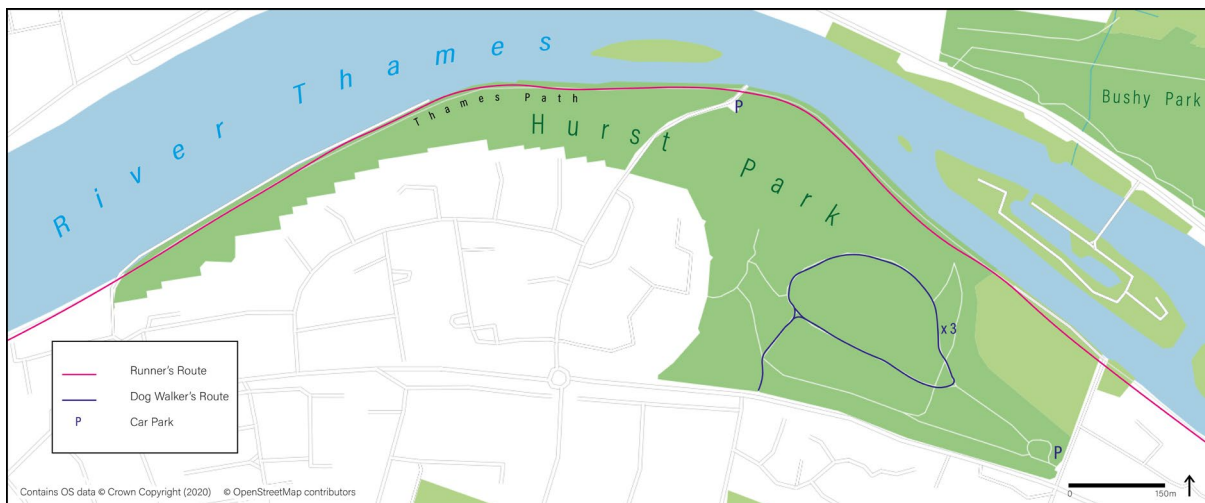 River Thames
Thames Path
Hurst Park
Bushy Park
P
x3
P
Runner's Route
Dog Walker's Route
P Car Park
Contains OS data © Crown Copyright (2020) © OpenStreetMap contributors
0 150m